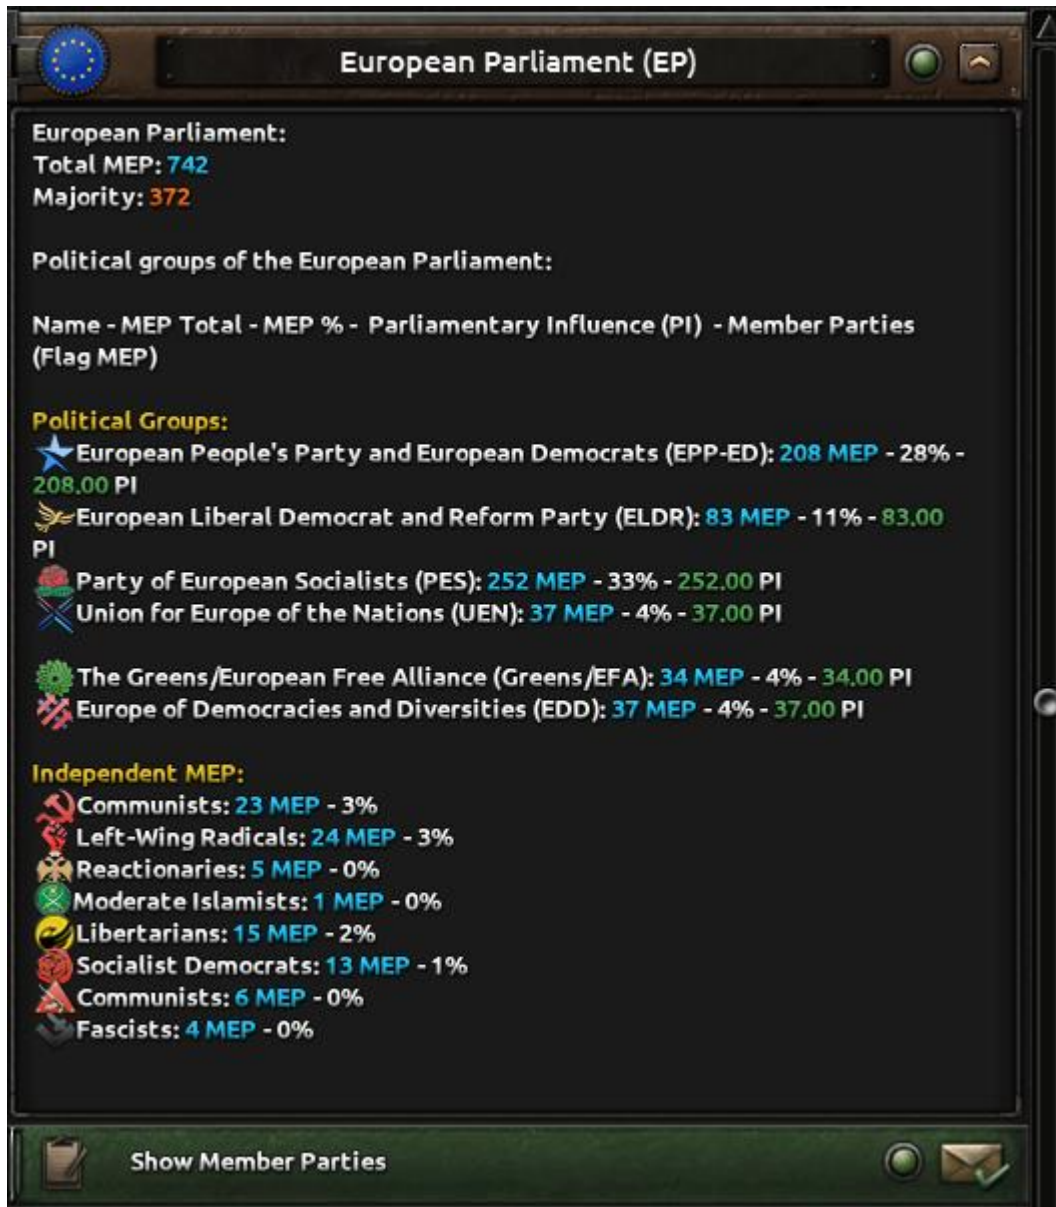 European Parliament (EP)
European Parliament:
Total MEP: 742
Majority: 372
Political groups of the European Parliament:
Name - MEP Total - MEP % - Parliamentary Influence (PI) - Member Parties
(Flag MEP)
Political Groups:
European People's Party and European Democrats (EPP-ED): 208 MEP - 28% -
208.00 PI
European Liberal Democrat and Reform Party (ELDR): 83 MEP - 11% - 83.00
PI
Party of European Socialists (PES): 252 MEP - 33% - 252.00 PI
Union for Europe of the Nations (UEN): 37 MEP - 4% - 37.00 PI
The Greens/European Free Alliance (Greens/EFA): 34 MEP - 4% - 34.00 PI
Europe of Democracies and Diversities (EDD): 37 MEP - 4% - 37.00 PI
Independent MEP:
Communists: 23 MEP - 3%
Left-Wing Radicals: 24 MEP - 3%
Reactionaries: 5 MEP - 0%
Moderate Islamists: 1 MEP - 0%
Libertarians: 15 MEP - 2%
Socialist Democrats: 13 MEP - 1%
Communists: 6 MEP - 0%
Fascists: 4 MEP - 0%
Show Member Parties